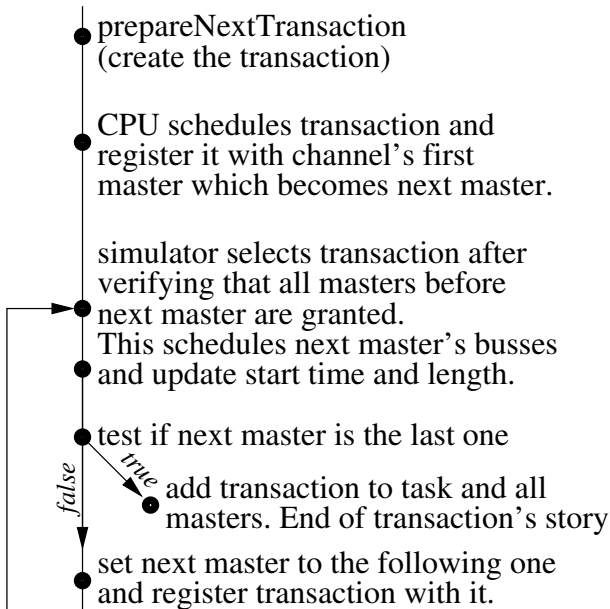 prepareNextTransaction
(create the transaction)
CPU schedules transaction and
register it with channel's first
master which becomes next master.
simulator selects transaction after
verifying that all masters before
next master are granted.
This schedules next master's busses
and update start time and length.
test if next master is the last one
true
false
add transaction to task and all
masters. End of transaction's story
set next master to the following one
and register transaction with it.